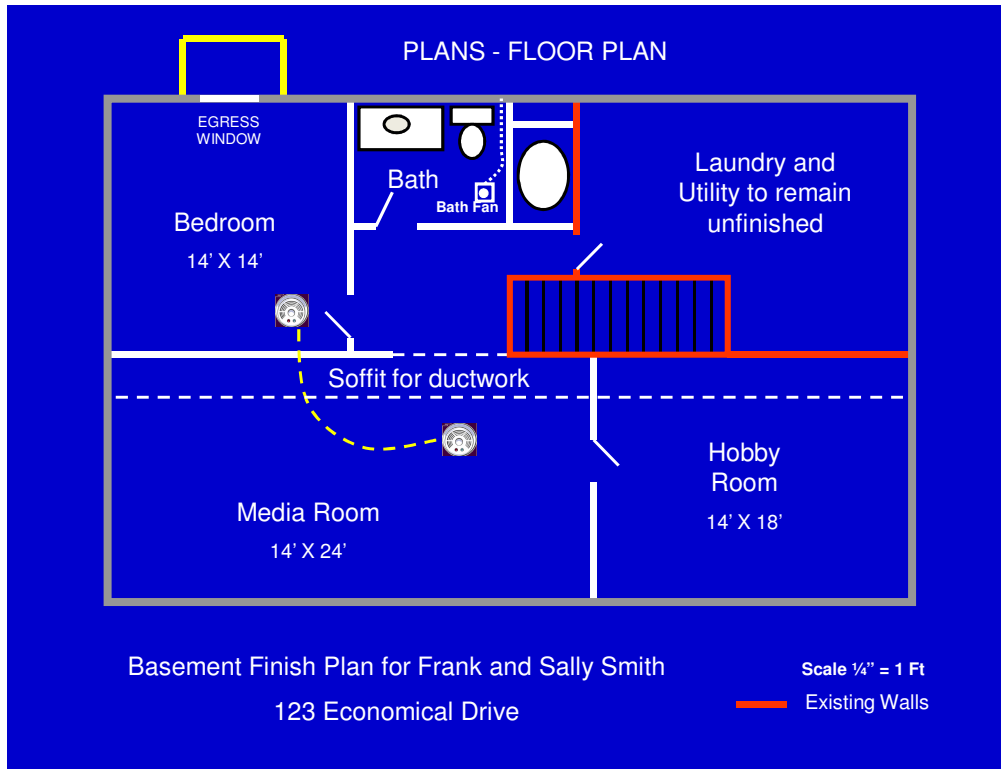 PLANS - FLOOR PLAN
EGRESS
WINDOW
Bath
Bath Fan
Laundry and
Utility to remain
unfinished
Bedroom
14’ X 14’
Soffit for ductwork
Hobby
Room
14’ X 18’
Media Room
14’ X 24’
Basement Finish Plan for Frank and Sally Smith
123 Economical Drive
Scale ¼” = 1 Ft
Existing Walls